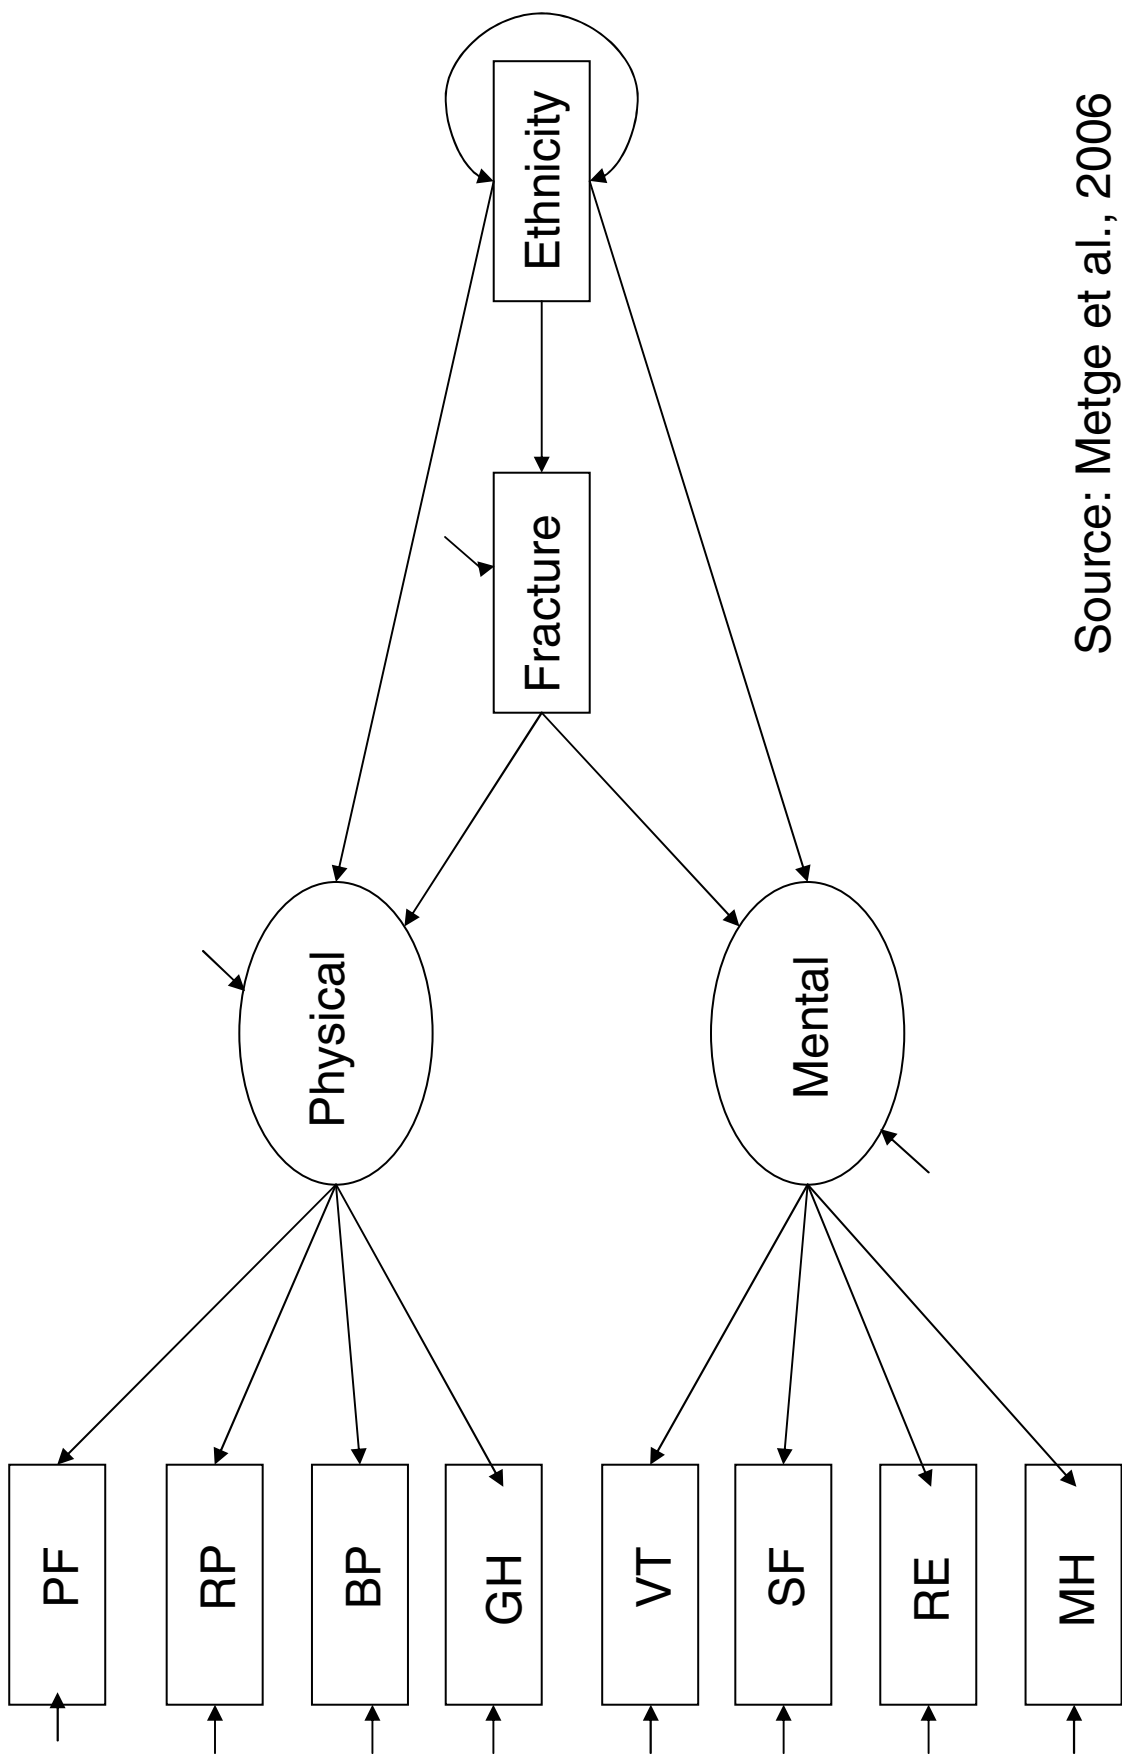 PF
RP
BP
GH
VT
SF
RE
MH
Physical
Mental
Fracture
Ethnicity
Source: Metge et al., 2006